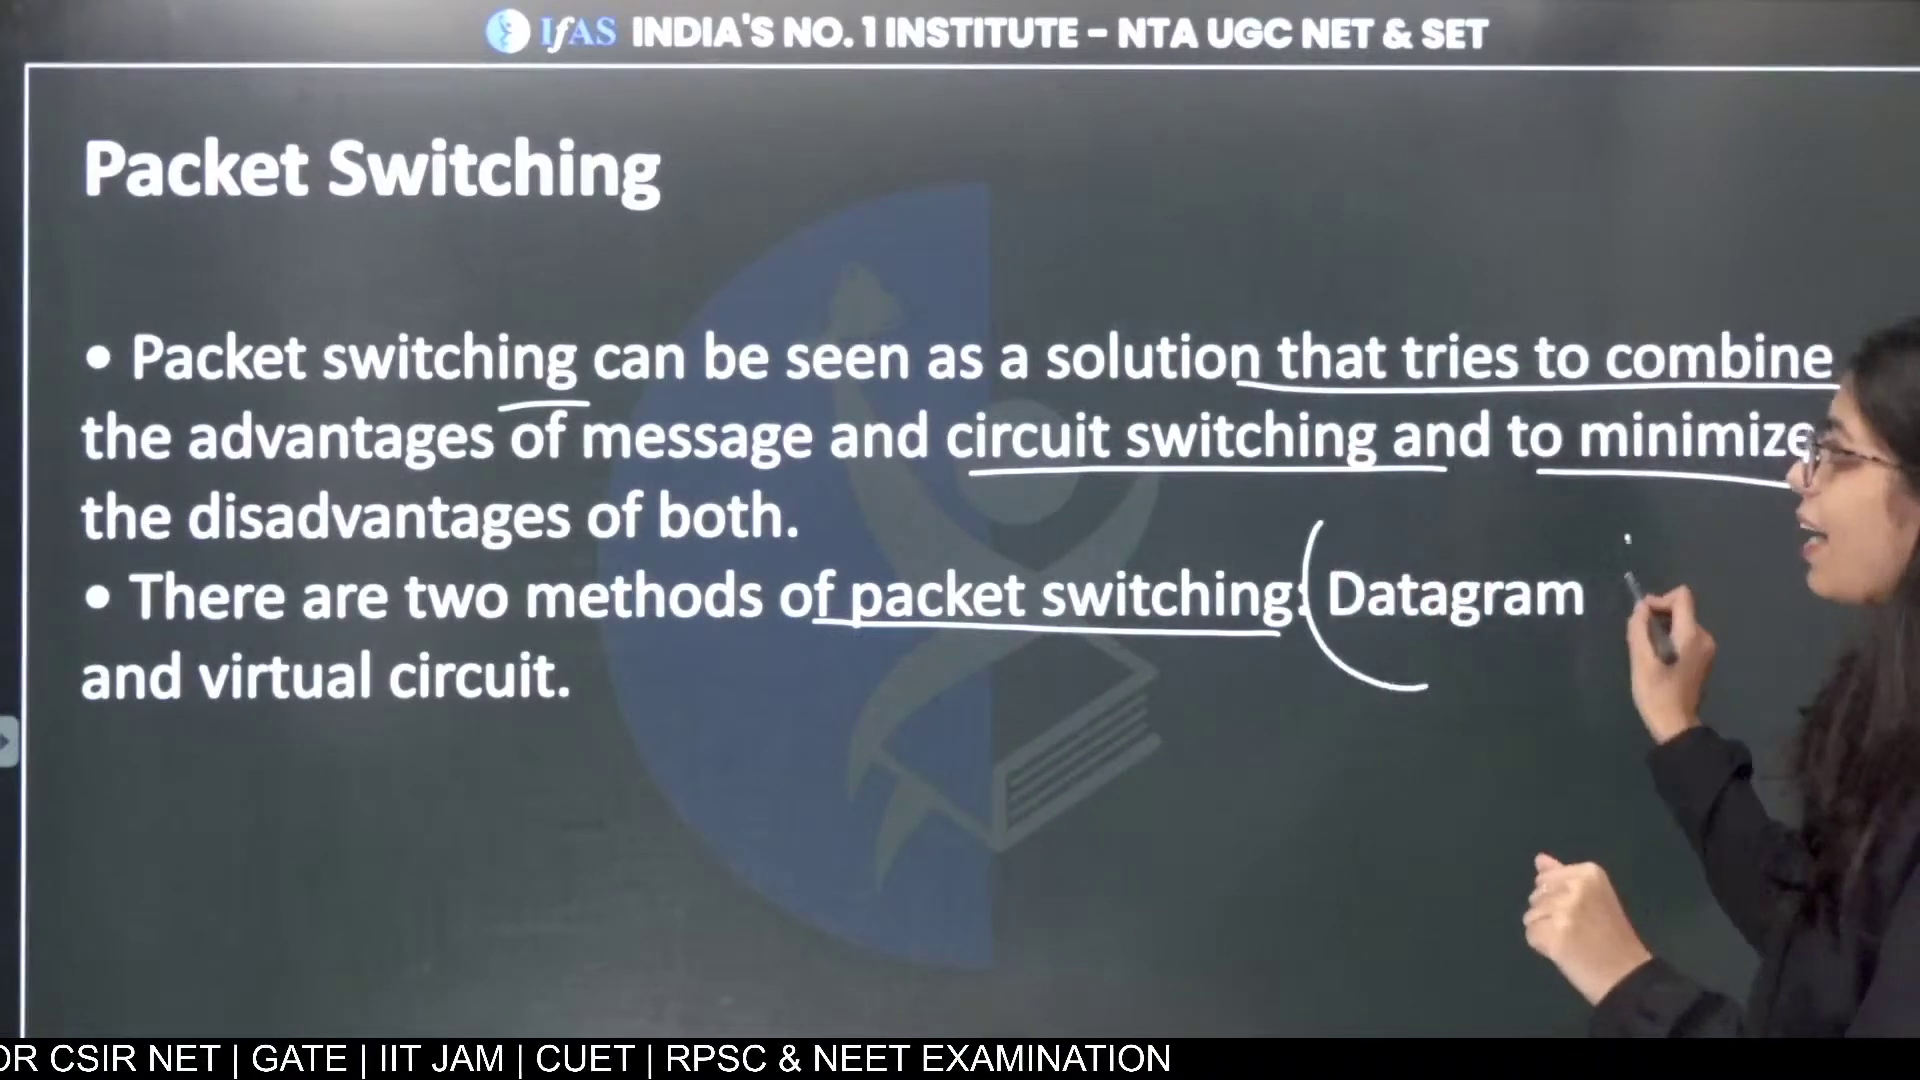 IfAS INDIA'S NO. 1 INSTITUTE - NTA UGC NET & SET
Packet Switching
• Packet switching can be seen as a solution that tries to combine
the advantages of message and circuit switching and to minimize
the disadvantages of both.
• There are two methods of packet switching: Datagram
and virtual circuit.
OR CSIR NET | GATE | IIT JAM | CUET | RPSC & NEET EXAMINATION